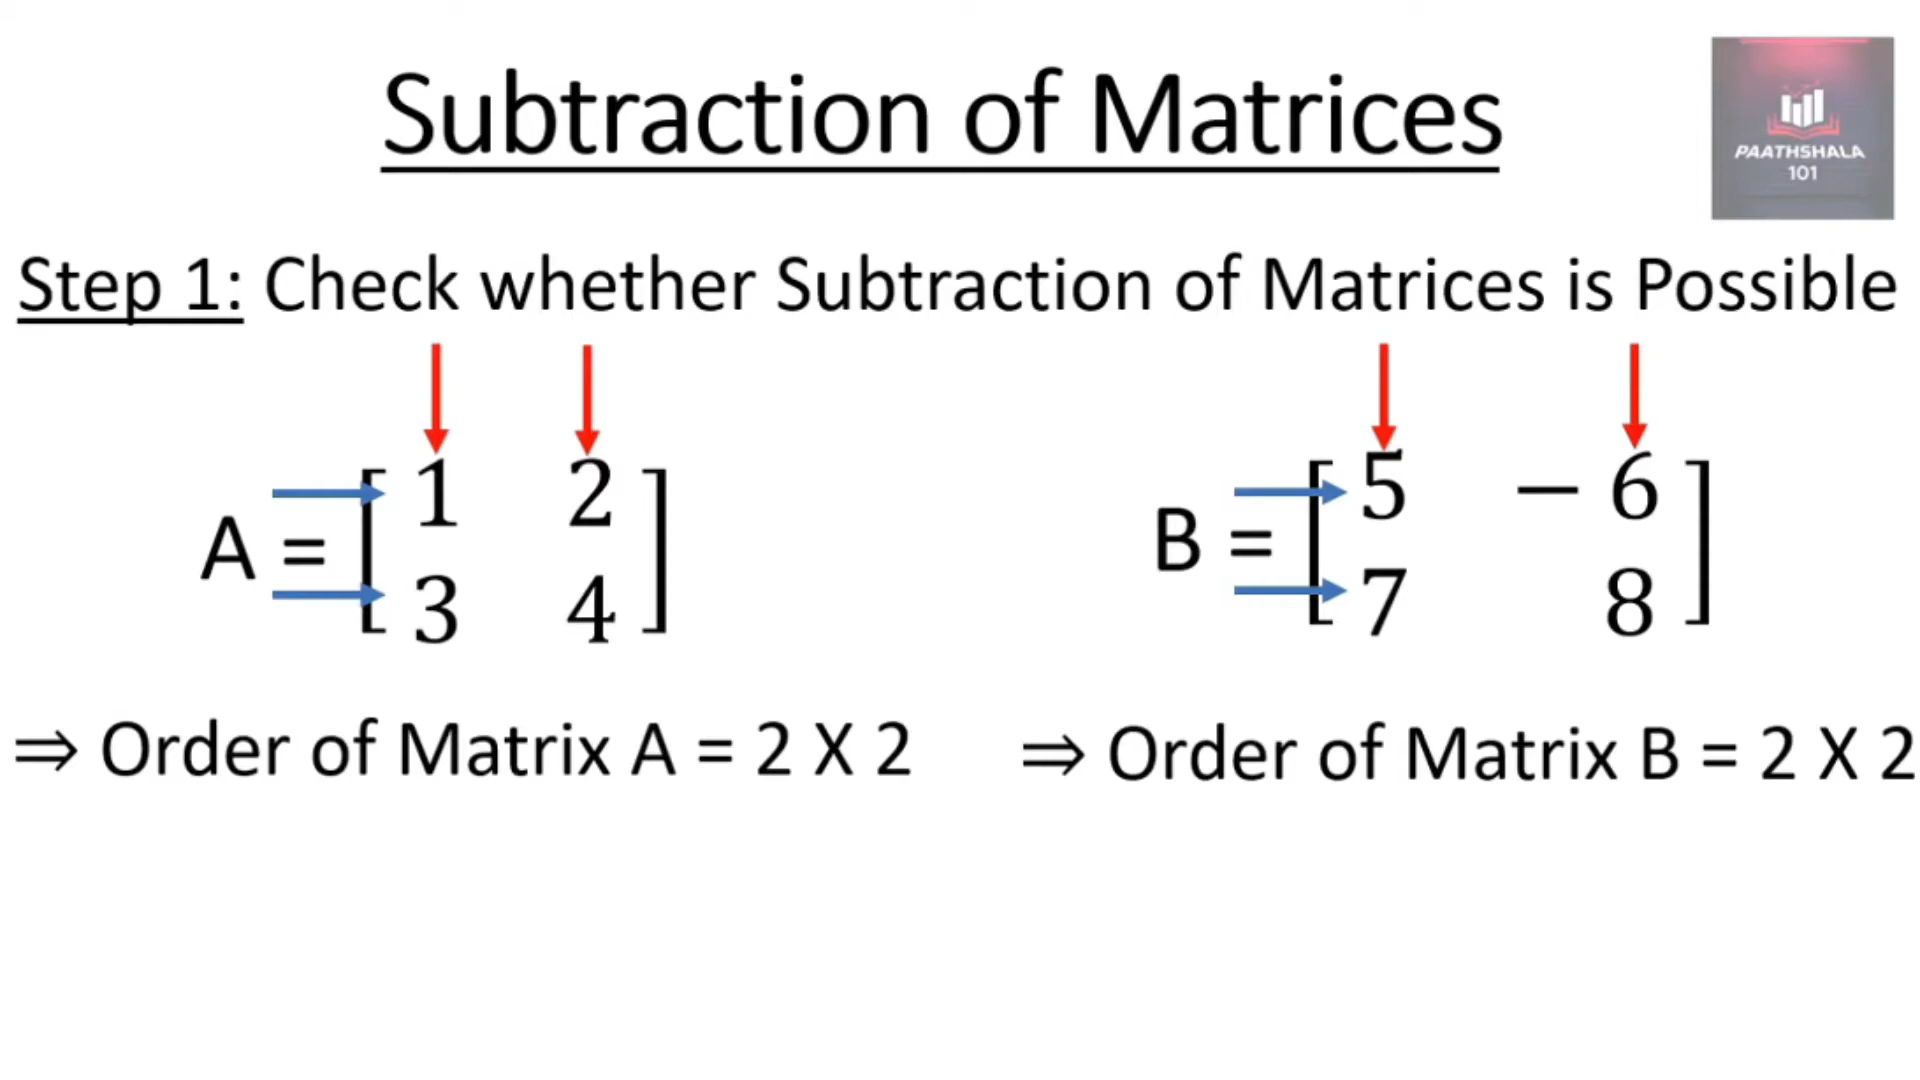 Subtraction of Matrices
PAATHSHALA
101
Step 1: Check whether Subtraction of Matrices is Possible
A = [ 1 2
3 4 ]
B = [ 5 − 6
7 8 ]
⇒ Order of Matrix A = 2 X 2
⇒ Order of Matrix B = 2 X 2